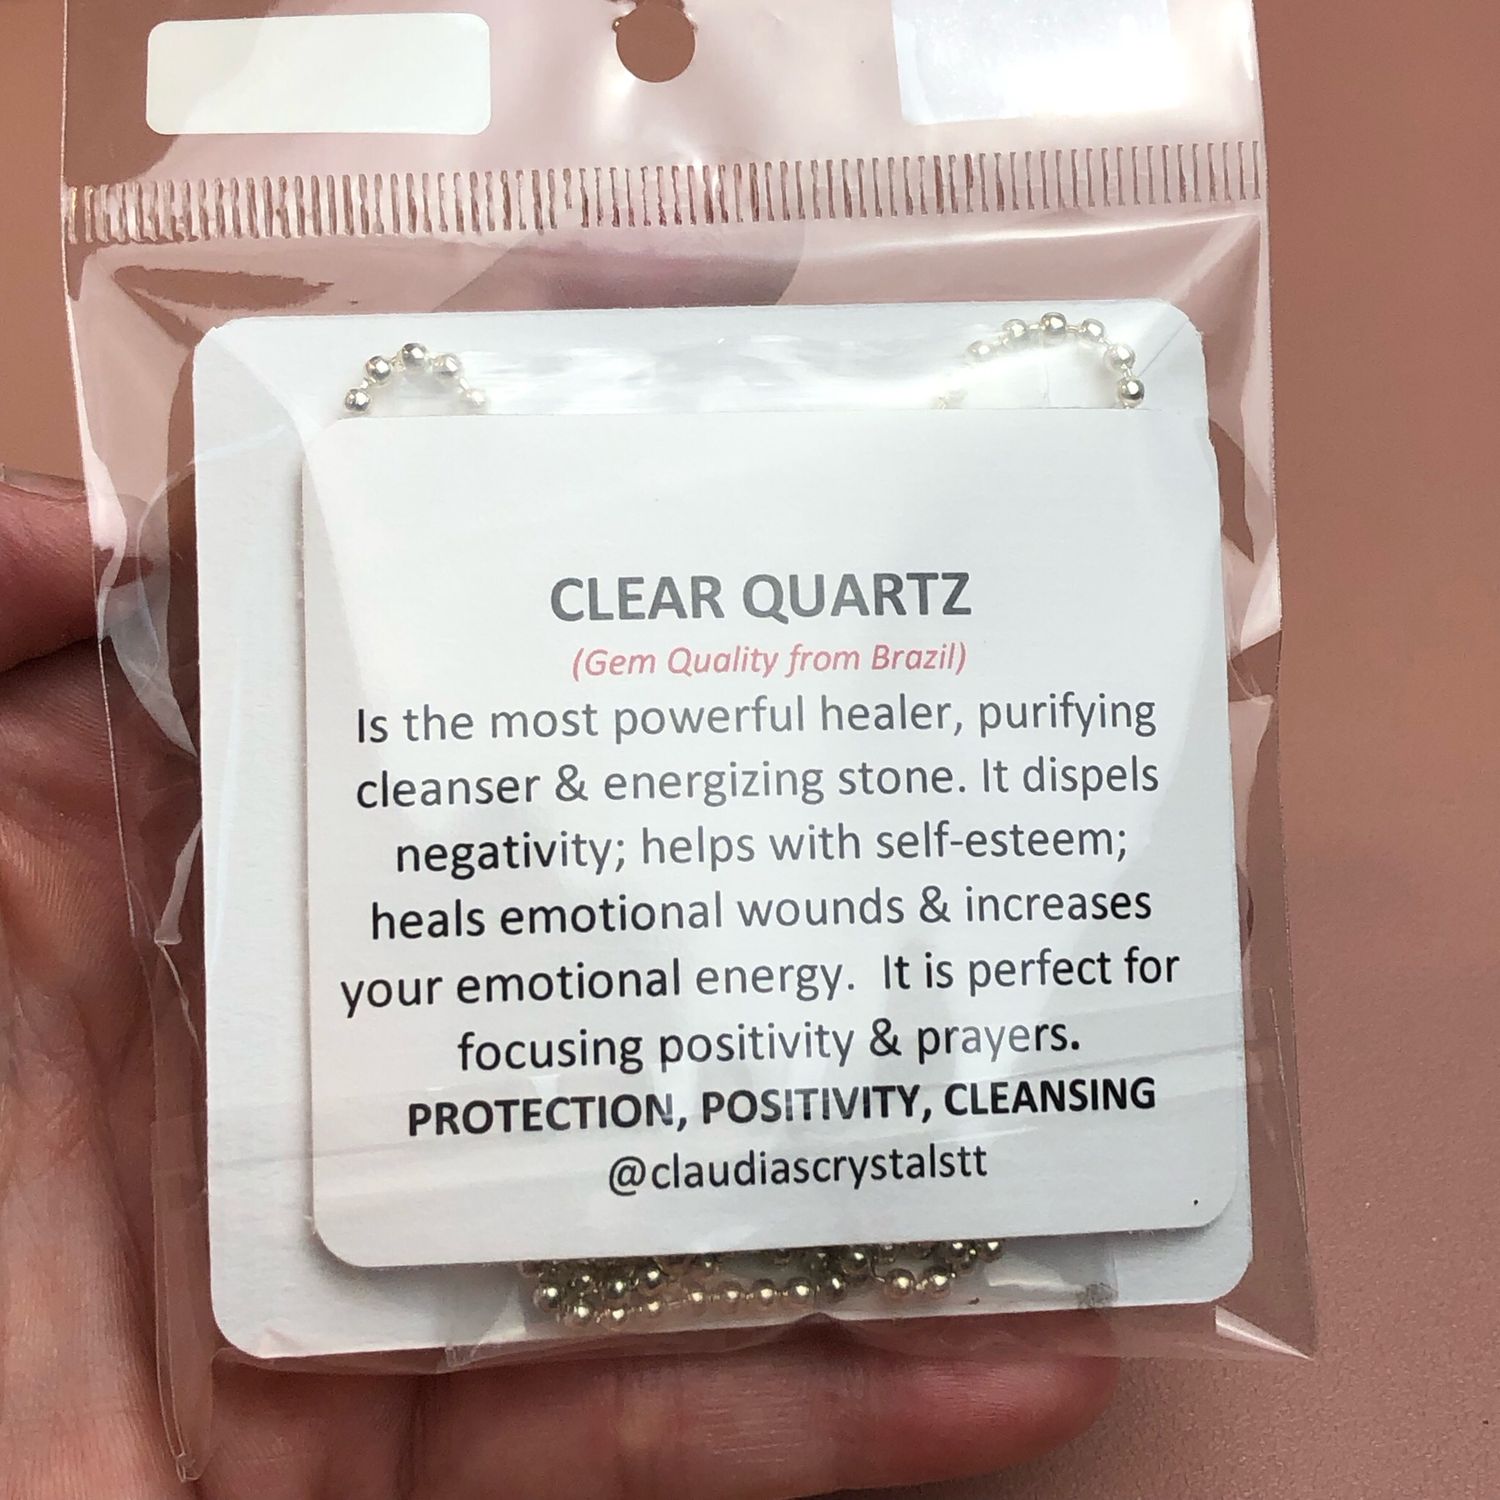 CLEAR QUARTZ
(Gem Quality from Brazil)
Is the most powerful healer, purifying
cleanser & energizing stone. It dispels
negativity; helps with self-esteem;
heals emotional wounds & increases
your emotional energy.  It is perfect for
focusing positivity & prayers.
PROTECTION, POSITIVITY, CLEANSING
@claudiascrystalstt